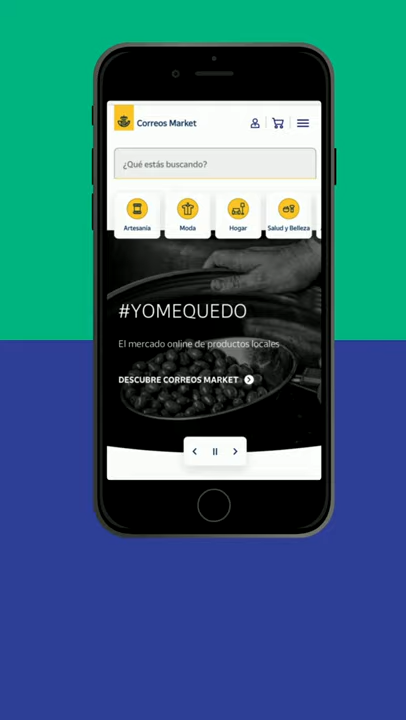 Correos Market
¿Qué estás buscando?
Artesanía
Moda
Hogar
Salud y Belleza
#YOMEQUEDO
El mercado online de productos locales
DESCUBRE CORREOS MARKET